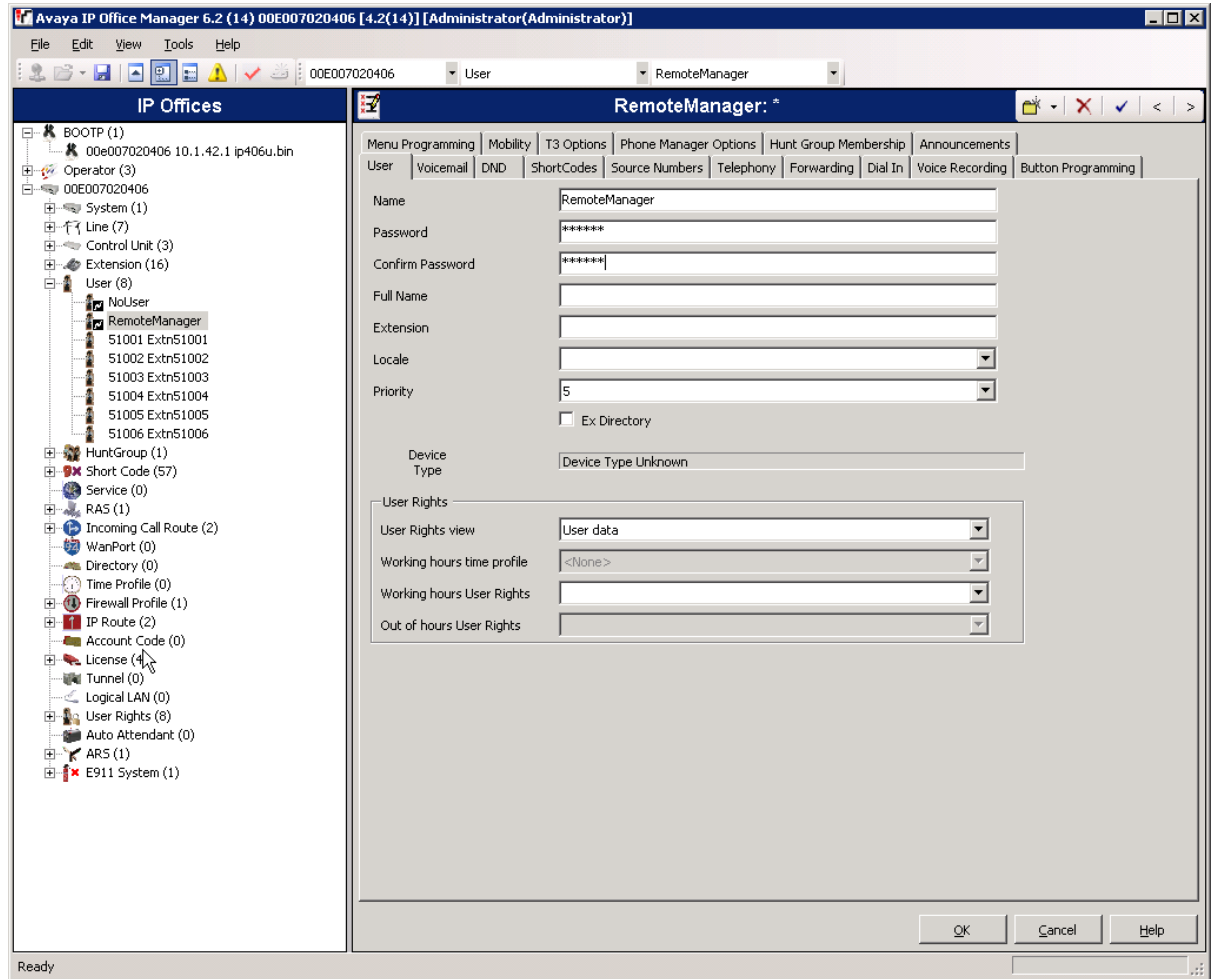 Avaya IP Office Manager 6.2 (14) 00E007020406 [4.2(14)] [Administrator(Administrator)]
File Edit View Tools Help
00E007020406 User RemoteManager
IP Offices
BOOTP (1)
00e007020406 10.1.42.1 ip406u.bin
Operator (3)
00E007020406
System (1)
Line (7)
Control Unit (3)
Extension (16)
User (8)
NoUser
RemoteManager
51001 Extn51001
51002 Extn51002
51003 Extn51003
51004 Extn51004
51005 Extn51005
51006 Extn51006
HuntGroup (1)
Short Code (57)
Service (0)
RAS (1)
Incoming Call Route (2)
WanPort (0)
Directory (0)
Time Profile (0)
Firewall Profile (1)
IP Route (2)
Account Code (0)
License (4
Tunnel (0)
Logical LAN (0)
User Rights (8)
Auto Attendant (0)
ARS (1)
E911 System (1)
RemoteManager: *
Menu Programming Mobility T3 Options Phone Manager Options Hunt Group Membership Announcements
User Voicemail DND ShortCodes Source Numbers Telephony Forwarding Dial In Voice Recording Button Programming
Name RemoteManager
Password ******
Confirm Password ******
Full Name
Extension
Locale
Priority 5
Ex Directory
Device
Type Device Type Unknown
User Rights
User Rights view User data
Working hours time profile <None>
Working hours User Rights
Out of hours User Rights
OK Cancel Help
Ready